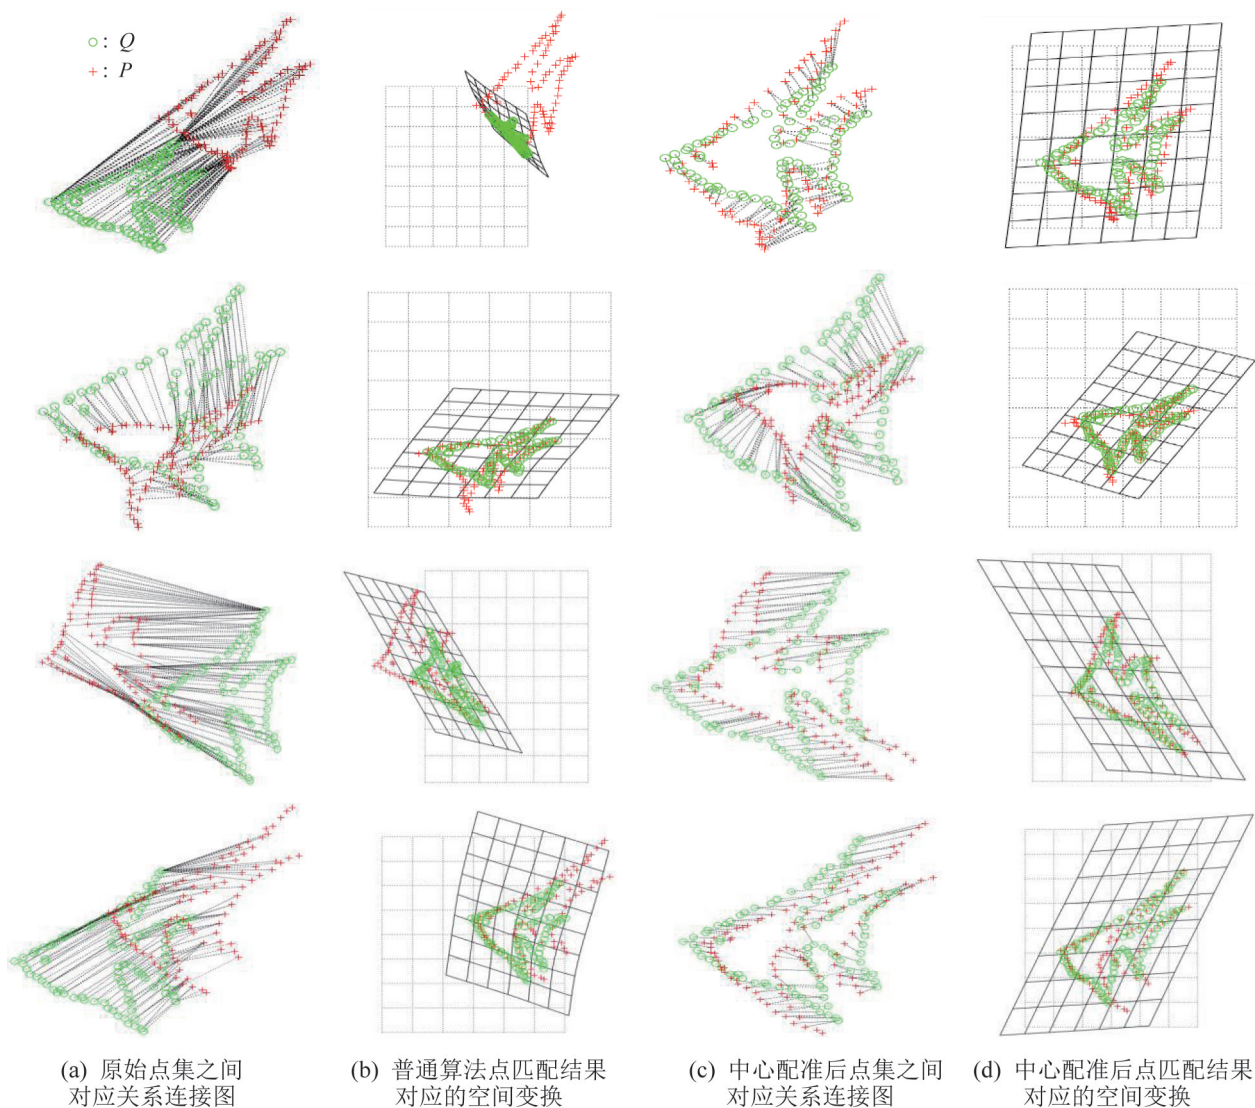 ○: Q
+: P
(a) 原始点集之间
对应关系连接图
(b) 普通算法点匹配结果
对应的空间变换
(c) 中心配准后点集之间
对应关系连接图
(d) 中心配准后点匹配结果
对应的空间变换